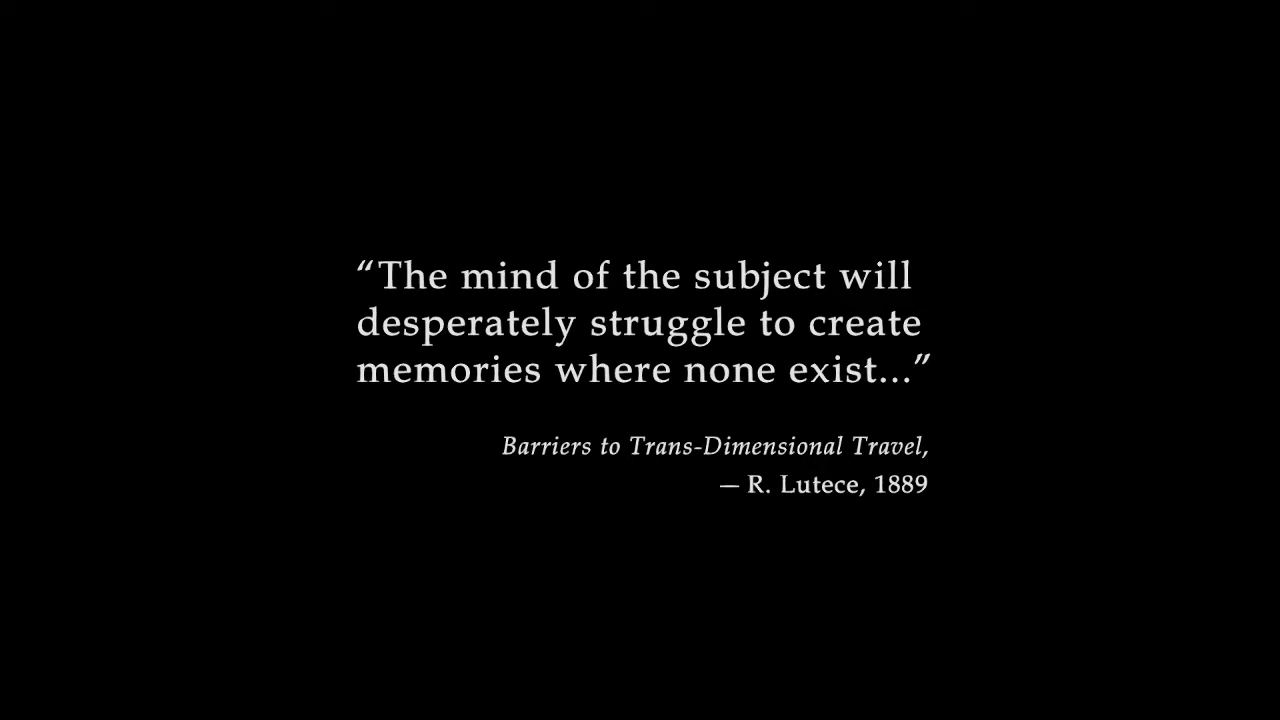 “The mind of the subject will
desperately struggle to create
memories where none exist...”
Barriers to Trans-Dimensional Travel,
— R. Lutece, 1889